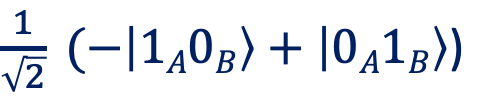 1/√2 (−|1_A0_B⟩ + |0_A1_B⟩)